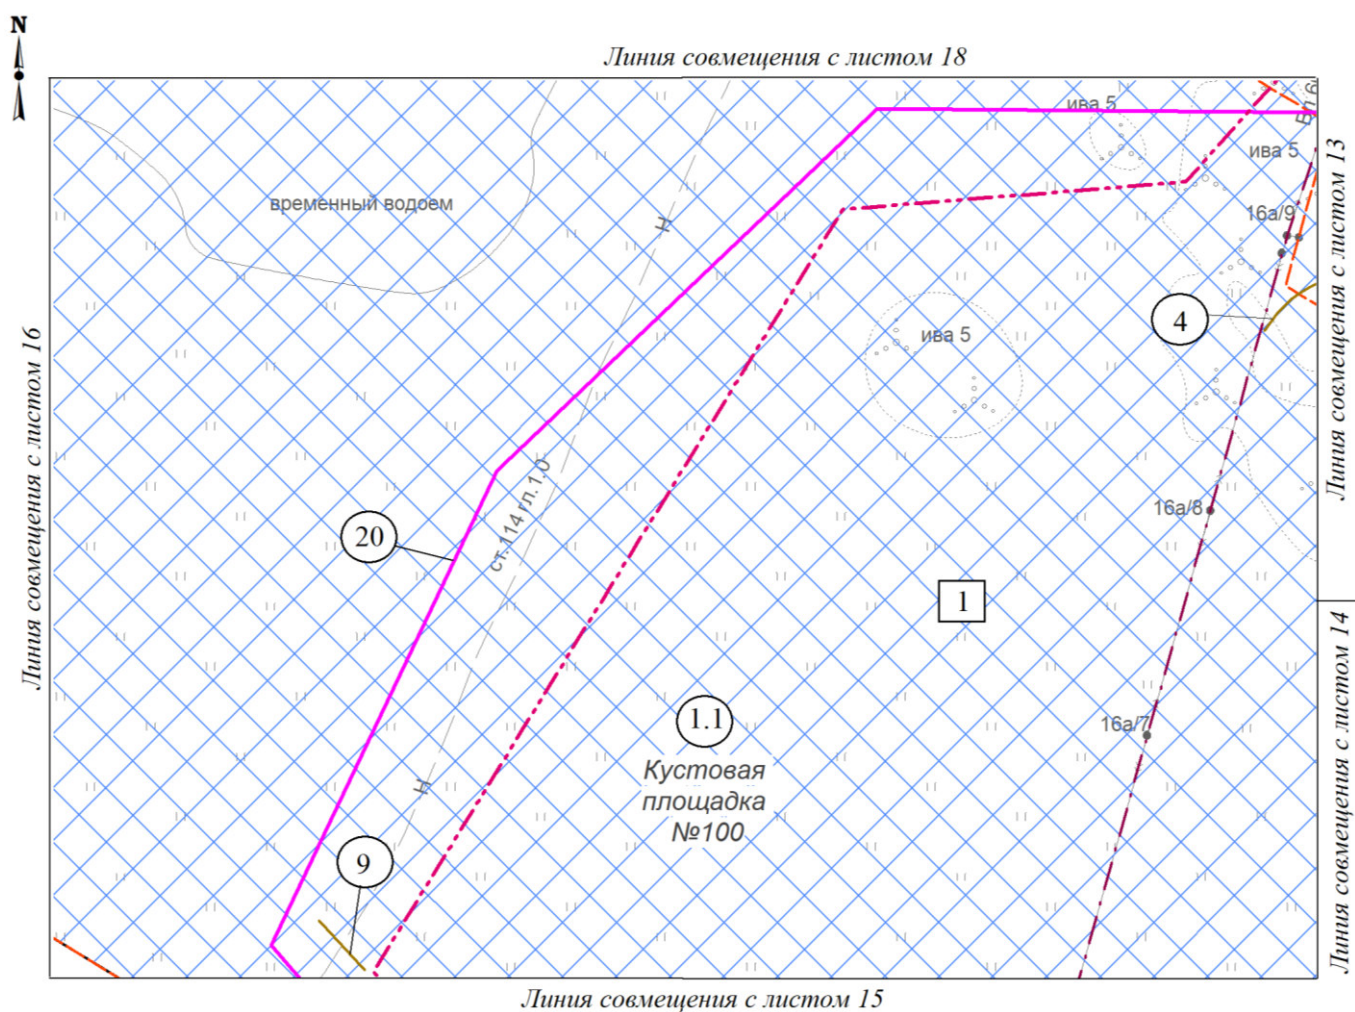 N
Линия совмещения с листом 18
ива 5
Вл 6
ива 5
временный водоем
16а/9
Н
4
ива 5
Линия совмещения с листом 16
Линия совмещения с листом 13
ст.114 гл.1,0
16а/8
20
1
1.1
16а/7
Кустовая
площадка
№100
Н
9
Линия совмещения с листом 14
Линия совмещения с листом 15